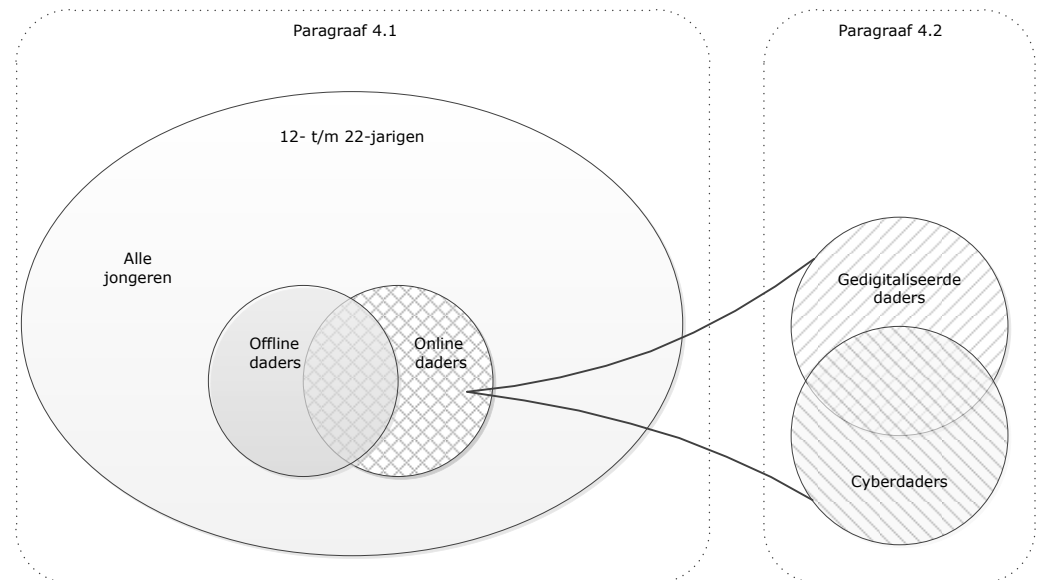 Paragraaf 4.1
12- t/m 22-jarigen
Alle
jongeren
Offline
daders
Online
daders
Paragraaf 4.2
Gedigitaliseerde
daders
Cyberdaders